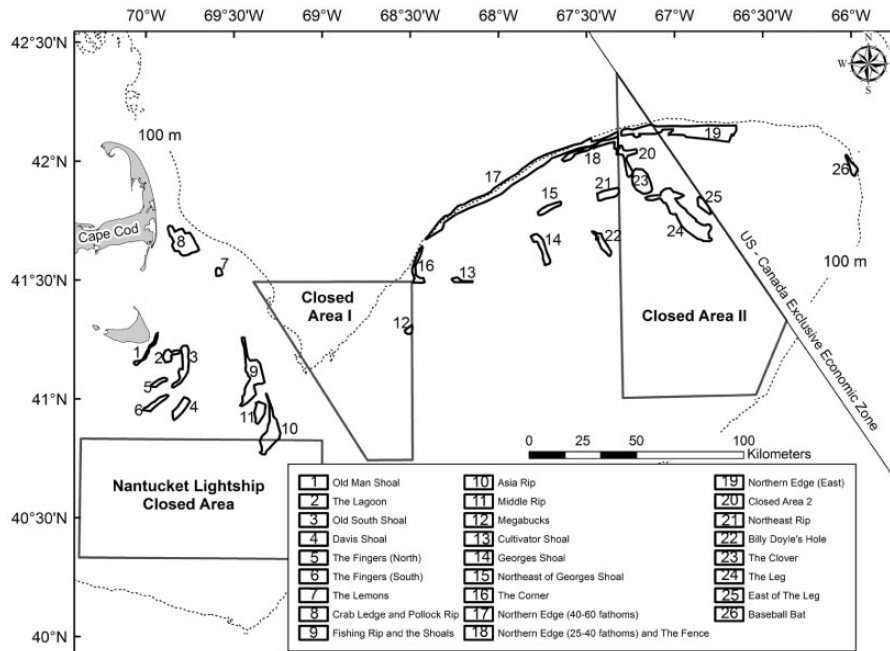 70°W 69°30'W 69°W 68°30'W 68°W 67°30'W 67°W 66°30'W 66°W
42°30'N
42°N
41°30'N
41°N
40°30'N
40°N
N
W E
S
100 m
19
20
18
26
17
23
21
25
15
24
Cape Cod
8
14
22
US - Canada Exclusive Economic Zone
7
16
13
100 m
Closed
Area I
Closed Area II
12
1
2
3
9
5
6
4
11
10
0 25 50 100
Kilometers
Nantucket Lightship
Closed Area
1 Old Man Shoal
2 The Lagoon
3 Old South Shoal
4 Davis Shoal
5 The Fingers (North)
6 The Fingers (South)
7 The Lemons
8 Crab Ledge and Pollock Rip
9 Fishing Rip and the Shoals
10 Asia Rip
11 Middle Rip
12 Megabucks
13 Cultivator Shoal
14 Georges Shoal
15 Northeast of Georges Shoal
16 The Corner
17 Northern Edge (40-60 fathoms)
18 Northern Edge (25-40 fathoms) and The Fence
19 Northern Edge (East)
20 Closed Area 2
21 Northeast Rip
22 Billy Doyle's Hole
23 The Clover
24 The Leg
25 East of The Leg
26 Baseball Bat